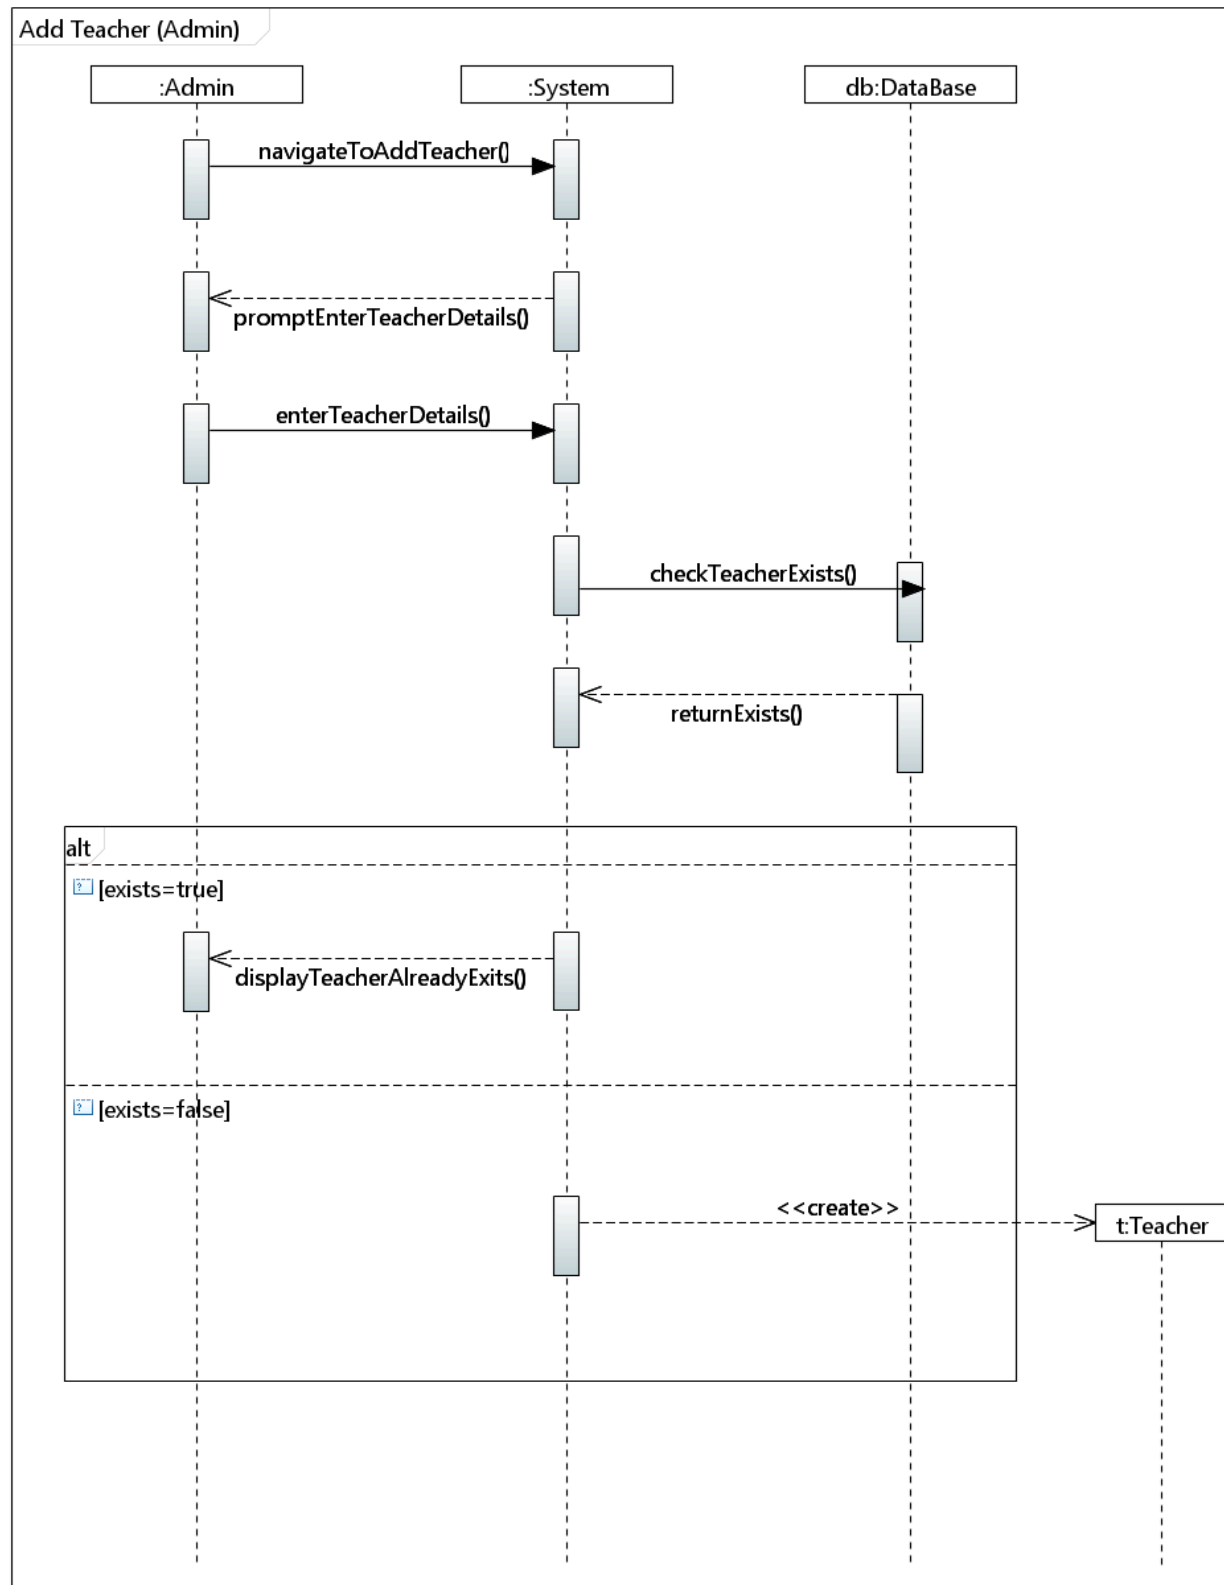 Add Teacher (Admin)
:Admin
:System
db:DataBase
navigateToAddTeacher()
promptEnterTeacherDetails()
enterTeacherDetails()
checkTeacherExists()
returnExists()
alt
[exists=true]
displayTeacherAlreadyExits()
[exists=false]
<<create>>
t:Teacher